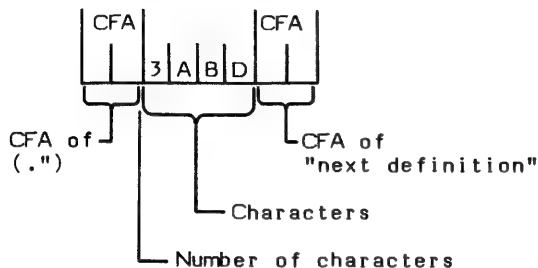 CFA CFA
3 A B D
CFA of CFA of
(.") "next definition"
Characters
Number of characters